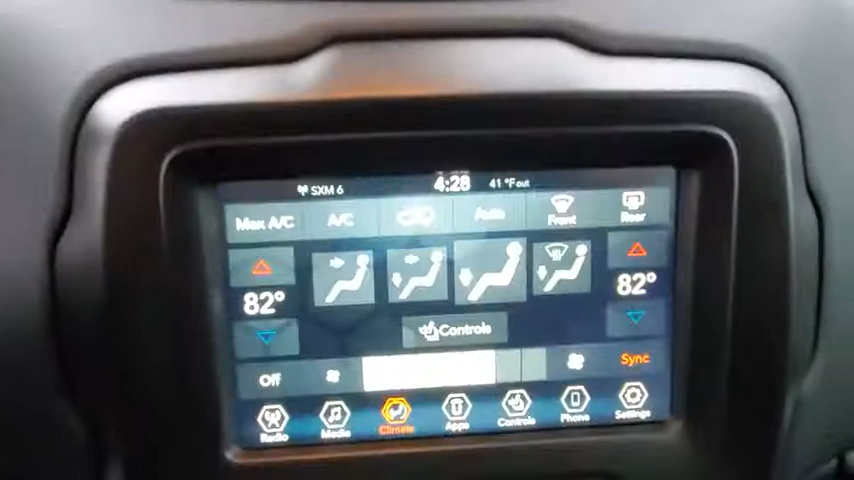 SXM 6 4:28 41°F out
Max A/C A/C Auto Front Rear
82° 82°
Controls
Off Sync
Radio Media Climate Apps Controls Phone Settings